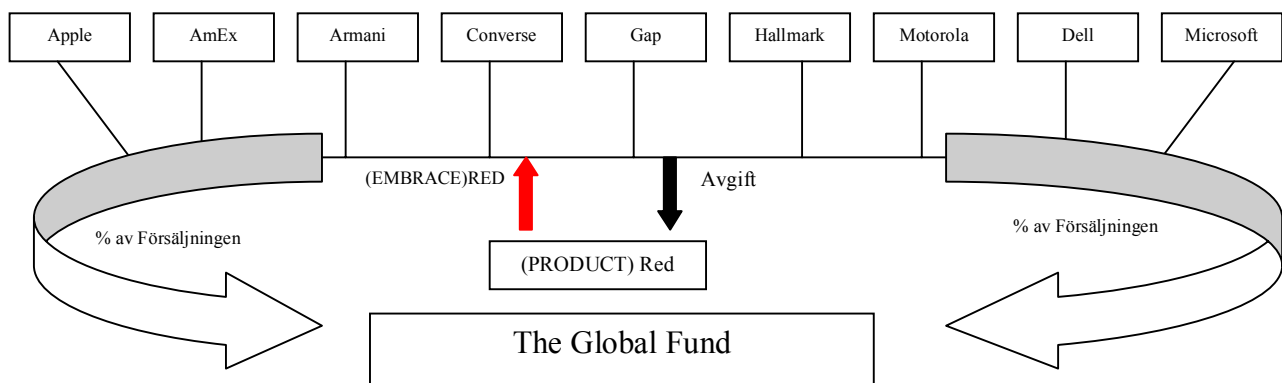 Apple
AmEx
Armani
Converse
Gap
Hallmark
Motorola
Dell
Microsoft
(EMBRACE)RED
Avgift
% av Försäljningen
% av Försäljningen
(PRODUCT) Red
The Global Fund